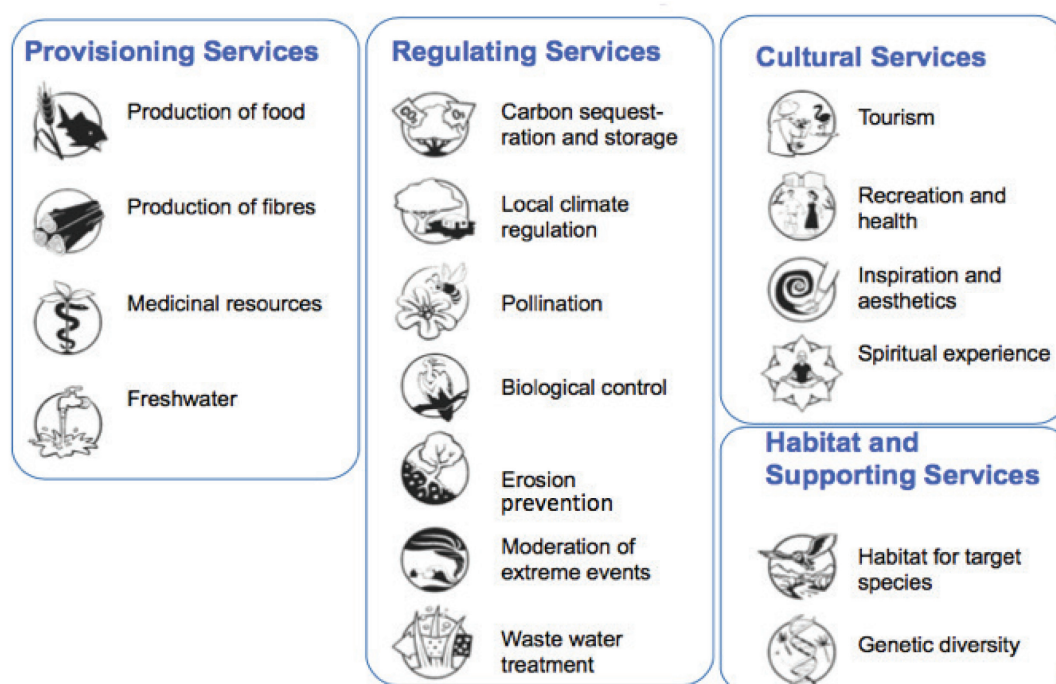 Provisioning Services
Production of food
Production of fibres
Medicinal resources
Freshwater
Regulating Services
Carbon sequest-
ration and storage
Local climate
regulation
Pollination
Biological control
Erosion
prevention
Moderation of
extreme events
Waste water
treatment
Cultural Services
Tourism
Recreation and
health
Inspiration and
aesthetics
Spiritual experience
Habitat and
Supporting Services
Habitat for target
species
Genetic diversity